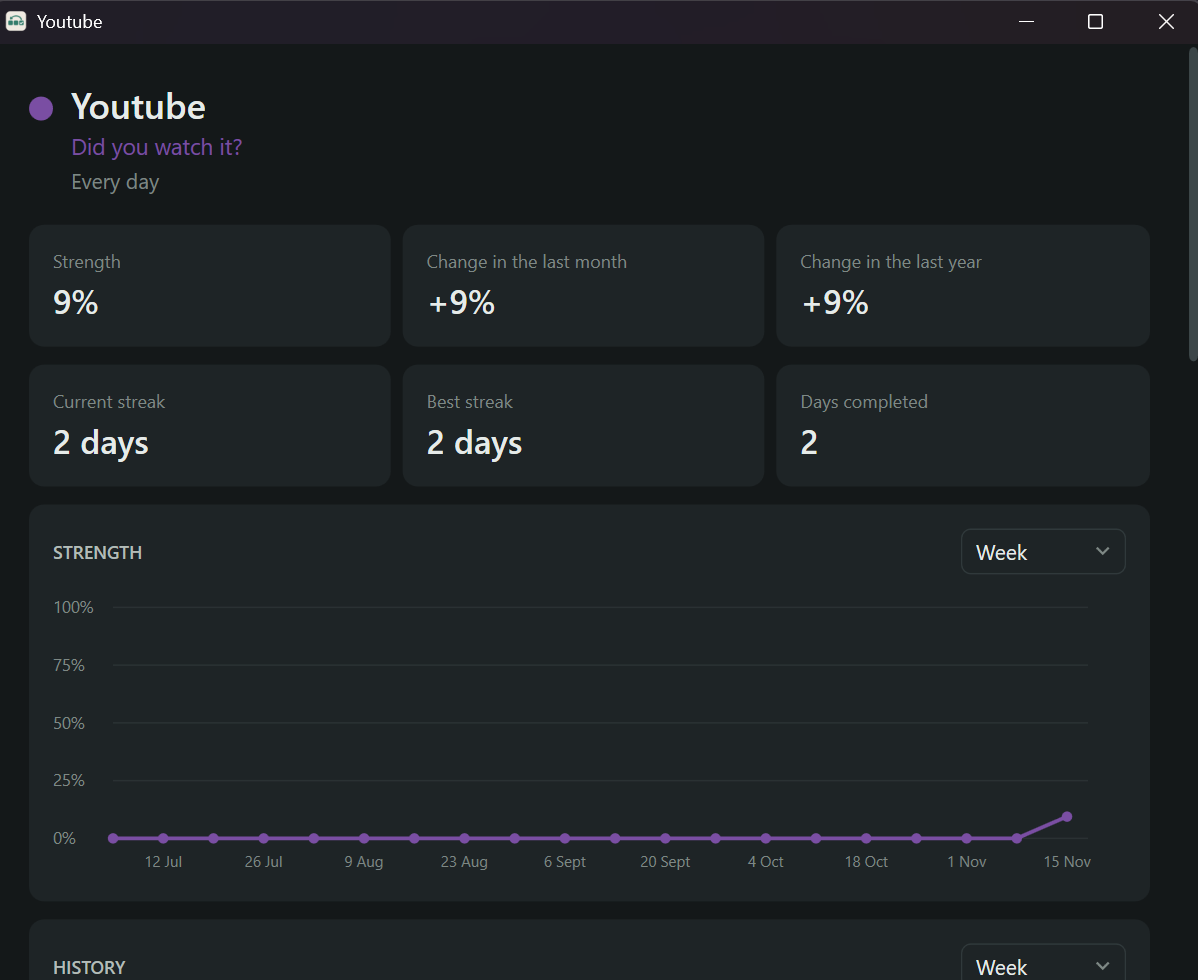 Youtube
Youtube
Did you watch it?
Every day
Strength
9%
Change in the last month
+9%
Change in the last year
+9%
Current streak
2 days
Best streak
2 days
Days completed
2
STRENGTH
Week
100%
75%
50%
25%
0%
12 Jul 26 Jul 9 Aug 23 Aug 6 Sept 20 Sept 4 Oct 18 Oct 1 Nov 15 Nov
HISTORY
Week